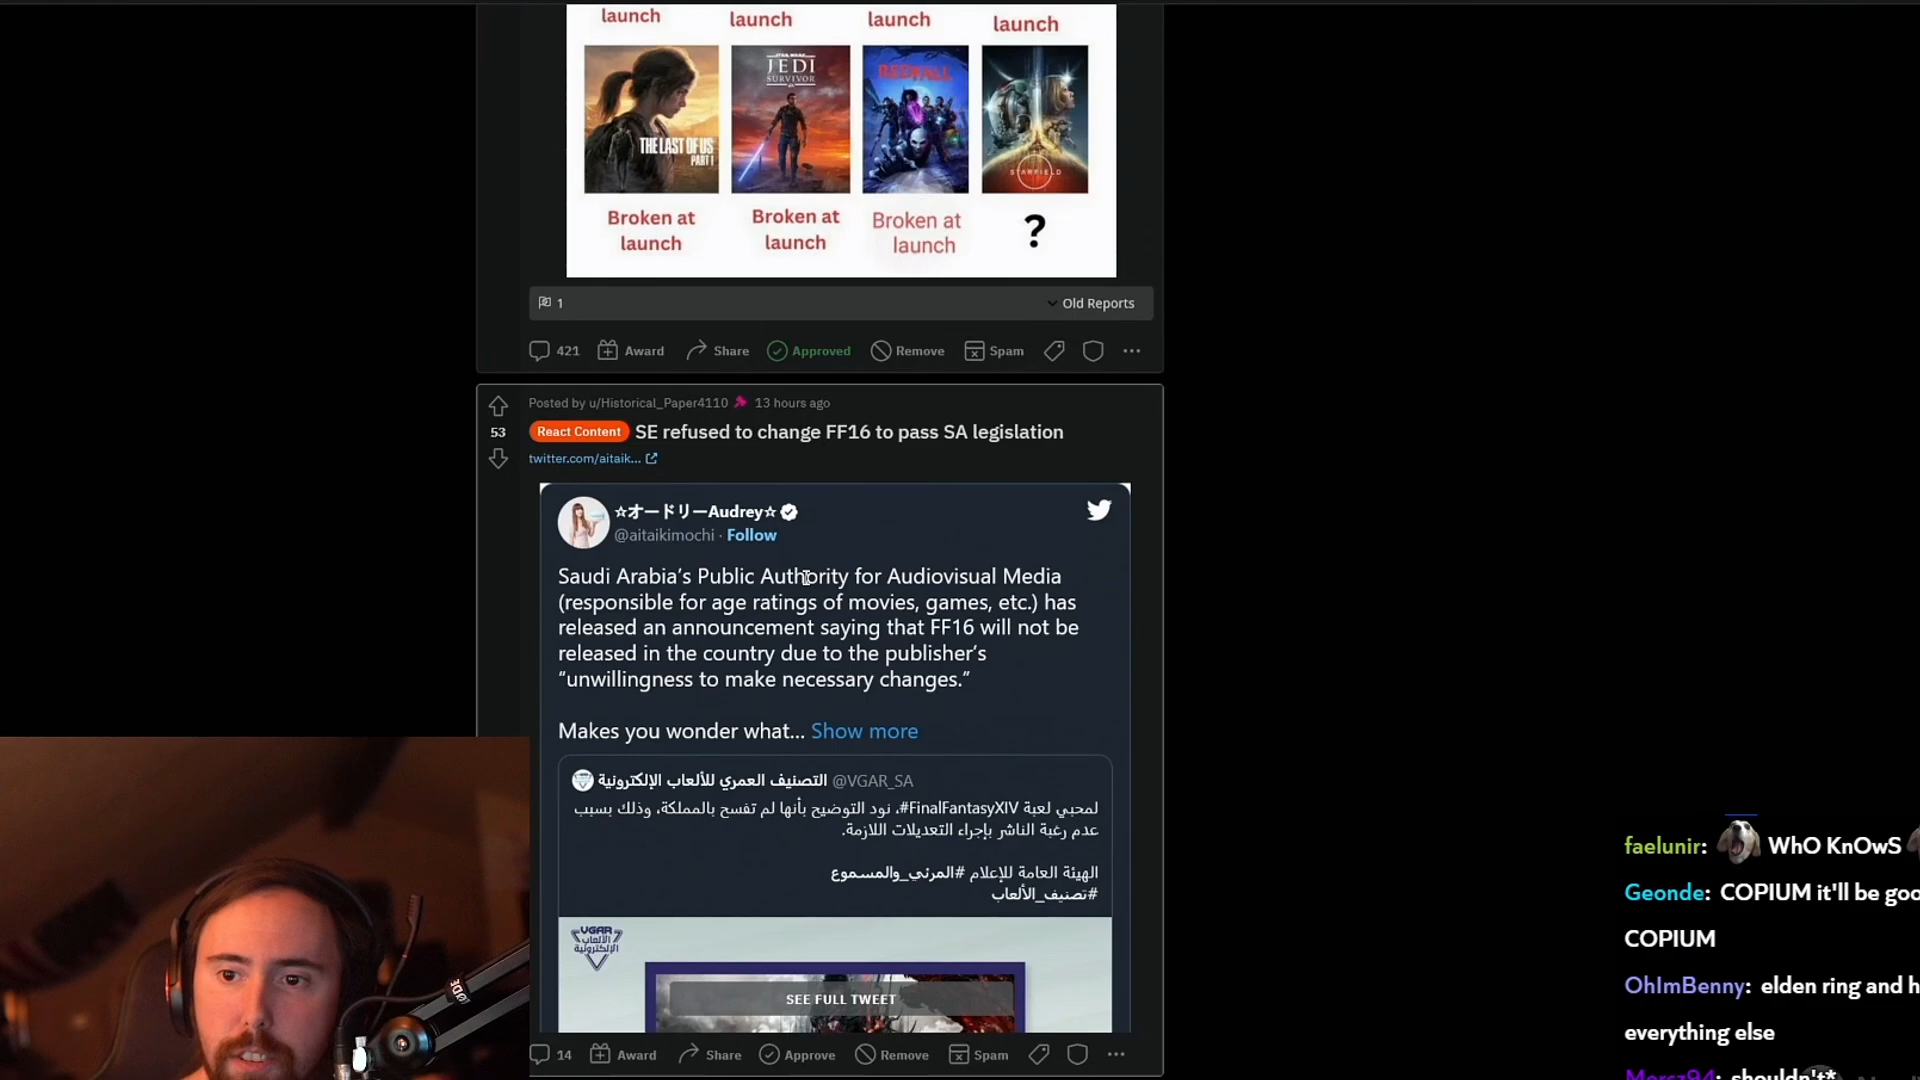 launch
launch
launch
launch
JEDI
SURVIVOR
REDFALL
THE LAST OF US
PART I
STARFIELD
Broken at
launch
Broken at
launch
Broken at
launch
?
1
Old Reports
421 Award Share Approved Remove Spam
Posted by u/Historical_Paper4110 13 hours ago
53 React Content SE refused to change FF16 to pass SA legislation
twitter.com/aitaik...
☆オードリーAudrey☆
@aitaikimochi · Follow
Saudi Arabia's Public Authority for Audiovisual Media
(responsible for age ratings of movies, games, etc.) has
released an announcement saying that FF16 will not be
released in the country due to the publisher's
“unwillingness to make necessary changes.”
Makes you wonder what... Show more
التصنيف العمري للألعاب الإلكترونية @VGAR_SA
لمحبي لعبة FinalFantasyXIV#، نود التوضيح بأنها لم تفسح بالمملكة، وذلك بسبب
عدم رغبة الناشر بإجراء التعديلات اللازمة.
الهيئة العامة للإعلام #المرئي_والمسموع
#تصنيف_الألعاب
VGAR
الألعاب
الإلكترونية
SEE FULL TWEET
14 Award Share Approve Remove Spam
faelunir: WhO KnOwS
Geonde: COPIUM it'll be goo
COPIUM
OhImBenny: elden ring and h
everything else
Mercz94: shouldn't*